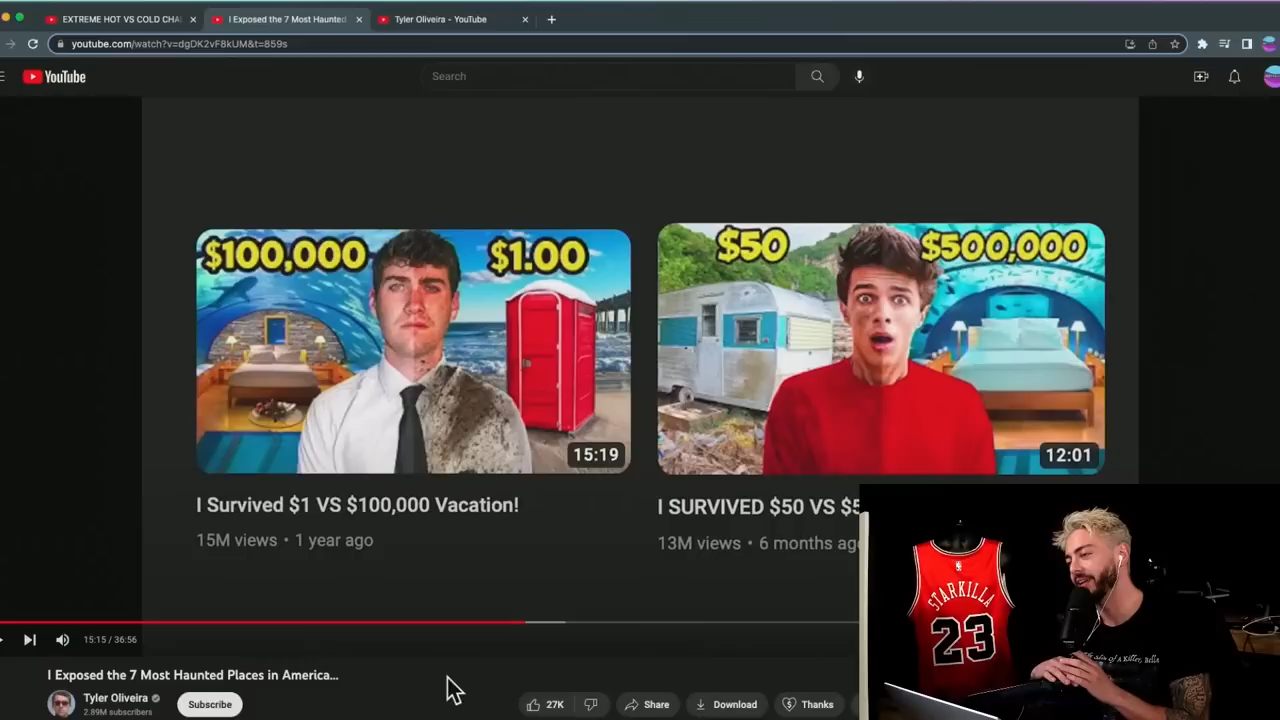 EXTREME HOT VS COLD CHA
I Exposed the 7 Most Haunted
Tyler Oliveira - YouTube
youtube.com/watch?v=dgDK2vF8kUM&t=859s
YouTube
Search
$100,000
$1.00
$50
$500,000
15:19
12:01
I Survived $1 VS $100,000 Vacation!
I SURVIVED $50 VS $5
15M views • 1 year ago
13M views • 6 months ago
STARKILLA
23
15:15 / 36:56
I Exposed the 7 Most Haunted Places in America...
Tyler Oliveira
2.89M subscribers
Subscribe
27K
Share
Download
Thanks